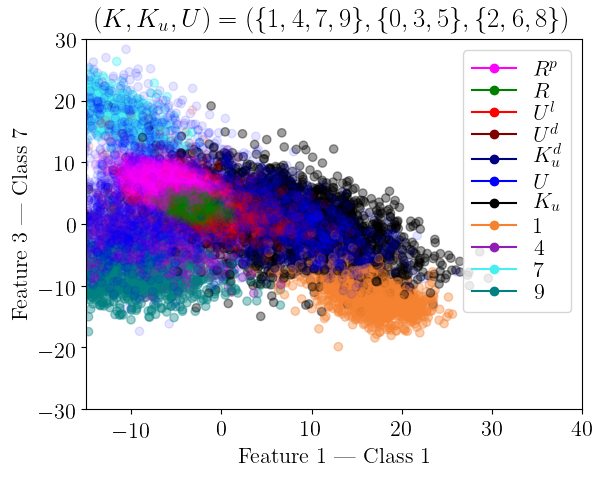 (K, K_u, U) = ({1, 4, 7, 9}, {0, 3, 5}, {2, 6, 8})
30
20
10
0
−10
−20
−30
Feature 3 — Class 7
R^p
R
U^l
U^d
K_u^d
U
K_u
1
4
7
9
−10
0
10
20
30
40
Feature 1 — Class 1